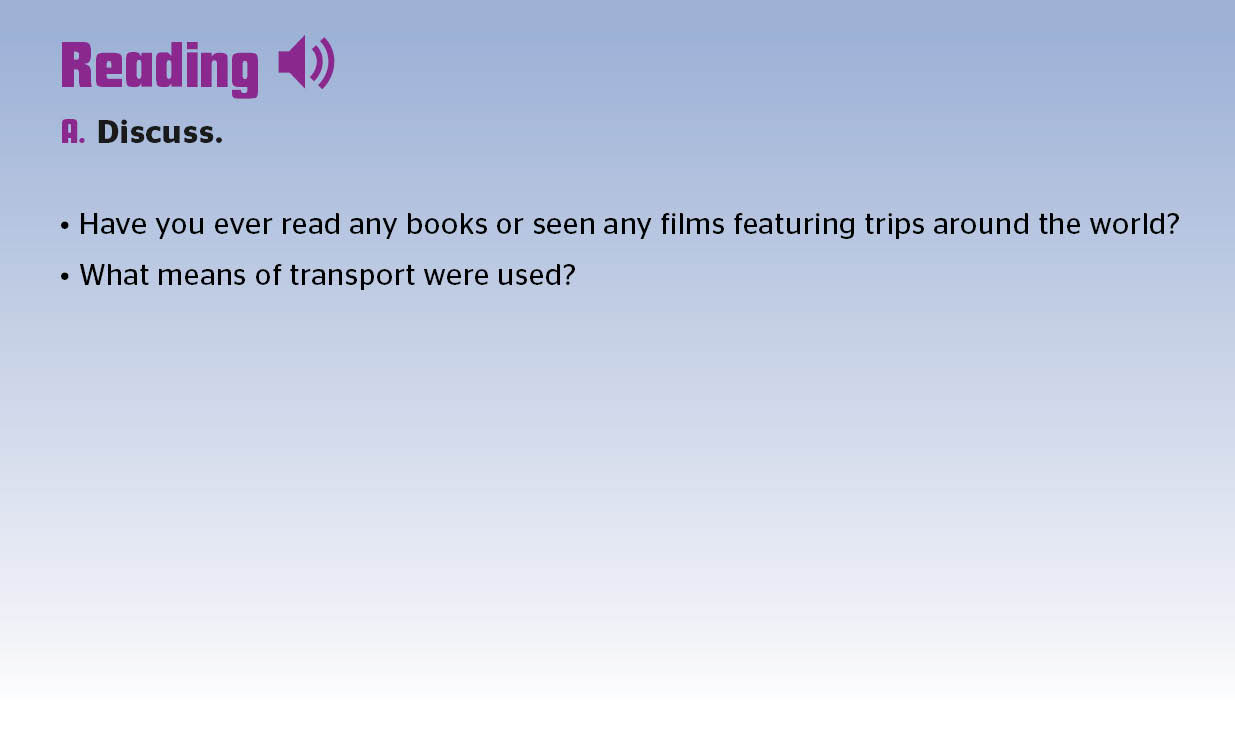 Reading
A. Discuss.
• Have you ever read any books or seen any films featuring trips around the world?
• What means of transport were used?